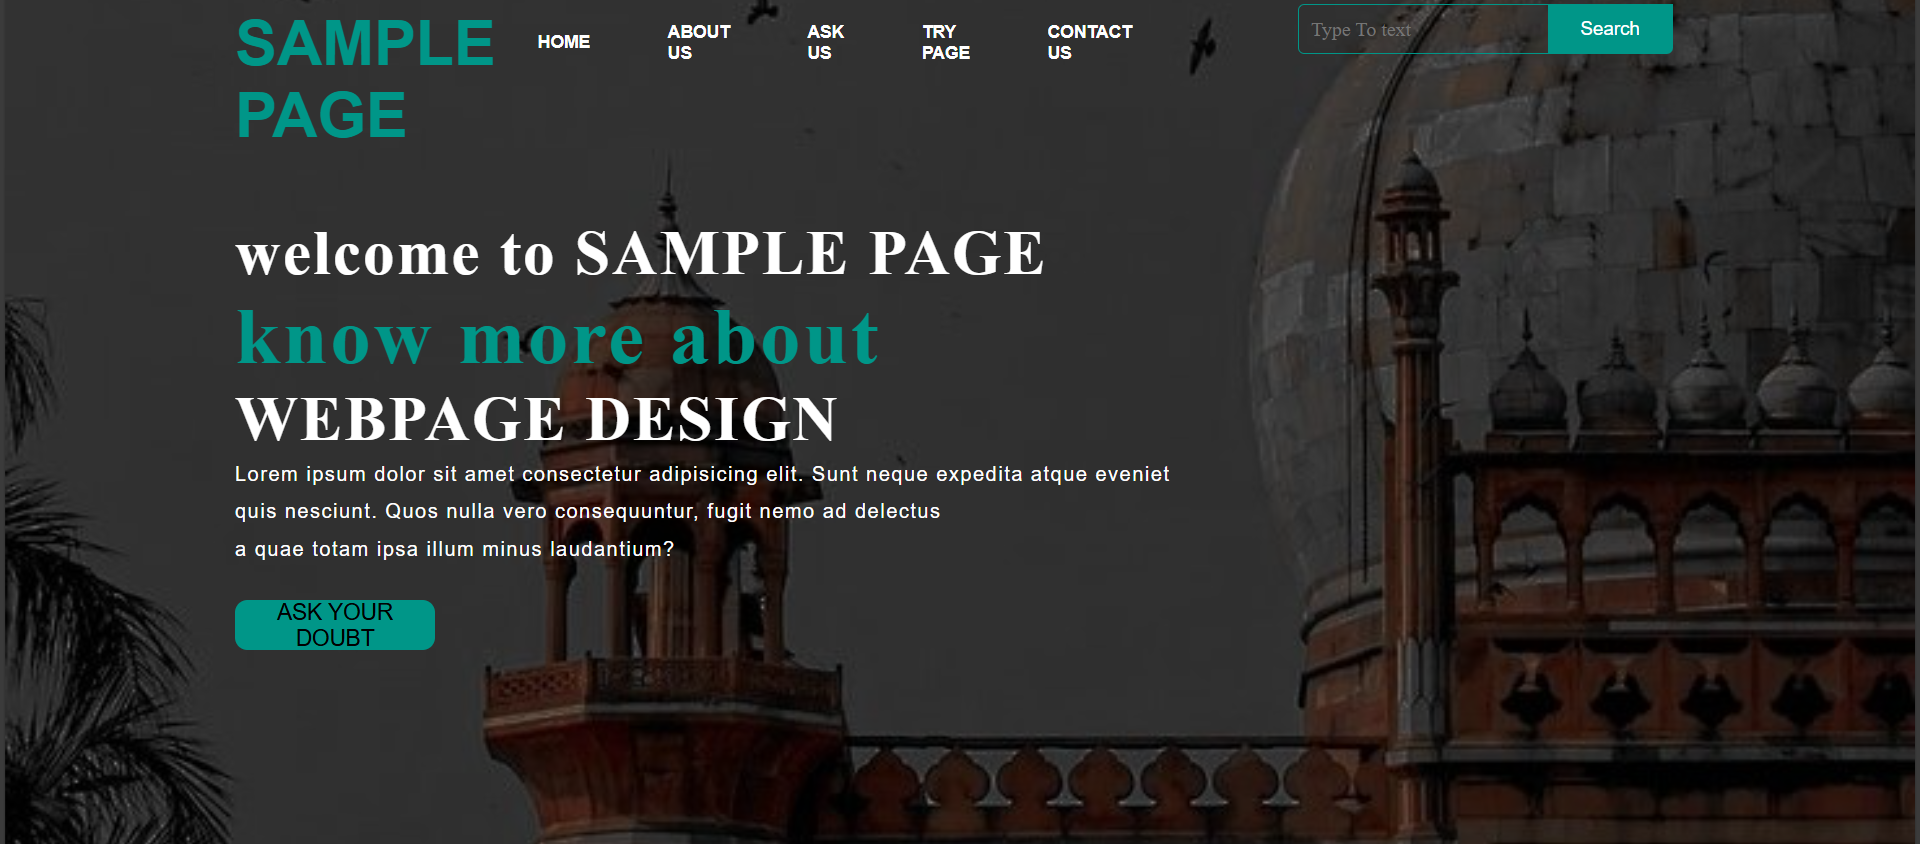 SAMPLE
PAGE
HOME
ABOUT
US
ASK
US
TRY
PAGE
CONTACT
US
Type To text
Search
welcome to SAMPLE PAGE
know more about
WEBPAGE DESIGN
Lorem ipsum dolor sit amet consectetur adipisicing elit. Sunt neque expedita atque eveniet
quis nesciunt. Quos nulla vero consequuntur, fugit nemo ad delectus
a quae totam ipsa illum minus laudantium?
ASK YOUR
DOUBT